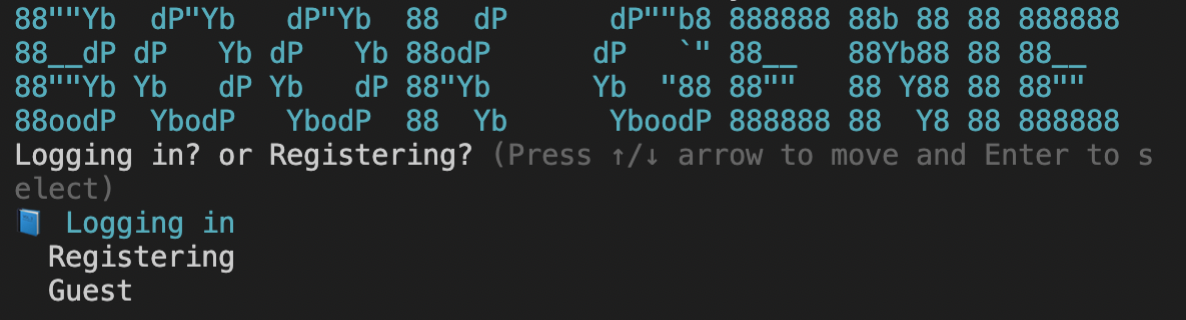 88""Yb  dP"Yb   dP"Yb 88  dP      dP""b8 888888 88b 88 88 888888
88__dP dP   Yb dP   Yb 88odP      dP   `" 88__   88Yb88 88 88__
88""Yb Yb   dP Yb   dP 88"Yb      Yb  "88 88""   88 Y88 88 88""
88oodP  YbodP   YbodP  88  Yb      YboodP 888888 88  Y8 88 888888
Logging in? or Registering? (Press ↑/↓ arrow to move and Enter to s
elect)
📘 Logging in
Registering
Guest